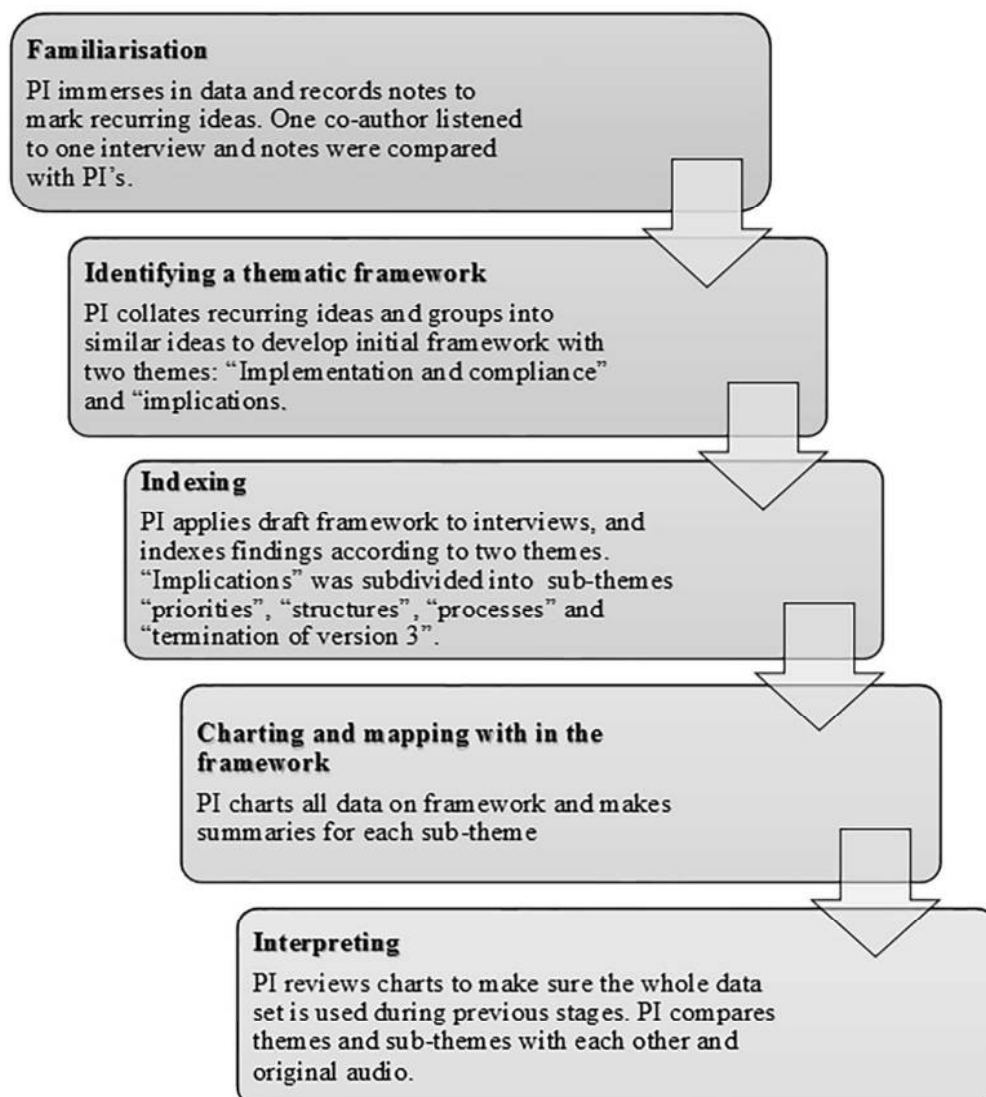 Familiarisation
PI immerses in data and records notes to
mark recurring ideas. One co-author listened
to one interview and notes were compared
with PI's.
Identifying a thematic framework
PI collates recurring ideas and groups into
similar ideas to develop initial framework with
two themes: “Implementation and compliance”
and “implications.
Indexing
PI applies draft framework to interviews, and
indexes findings according to two themes.
“Implications” was subdivided into sub-themes
“priorities”, “structures”, “processes” and
“termination of version 3”.
Charting and mapping with in the
framework
PI charts all data on framework and makes
summaries for each sub-theme
Interpreting
PI reviews charts to make sure the whole data
set is used during previous stages. PI compares
themes and sub-themes with each other and
original audio.